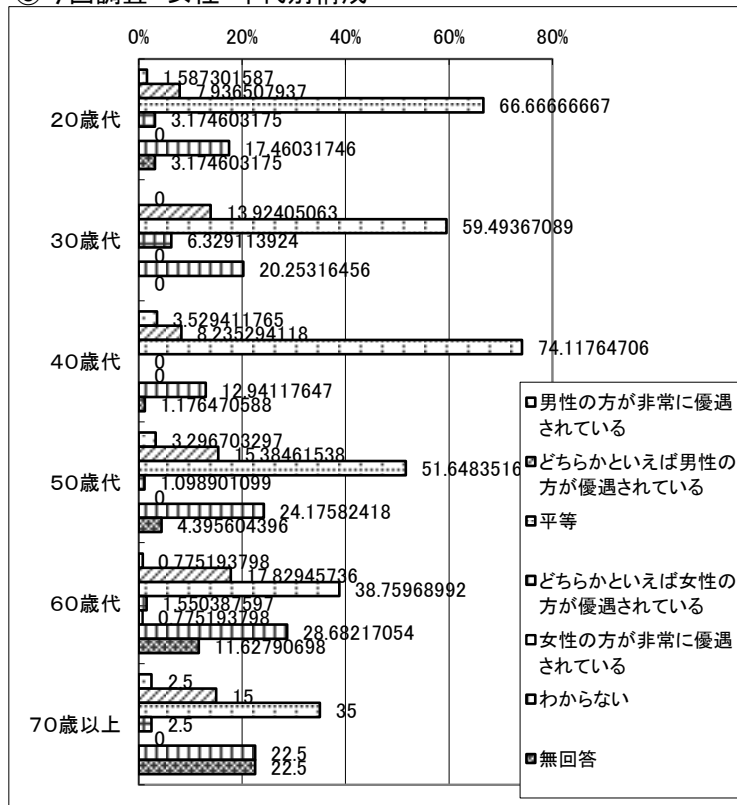 0%
20%
40%
60%
80%
20歳代
1.587301587
7.936507937
66.66666667
3.174603175
0
17.46031746
3.174603175
30歳代
0
13.92405063
59.49367089
6.329113924
0
20.25316456
0
40歳代
3.529411765
8.235294118
74.11764706
0
0
12.94117647
1.176470588
50歳代
3.296703297
15.38461538
51.6483516
1.098901099
0
24.17582418
4.395604396
60歳代
0.775193798
17.82945736
38.75968992
1.550387597
0.775193798
28.68217054
11.62790698
70歳以上
2.5
15
35
2.5
0
22.5
22.5
男性の方が非常に優遇
されている
どちらかといえば男性の
方が優遇されている
平等
どちらかといえば女性の
方が優遇されている
女性の方が非常に優遇
されている
わからない
無回答